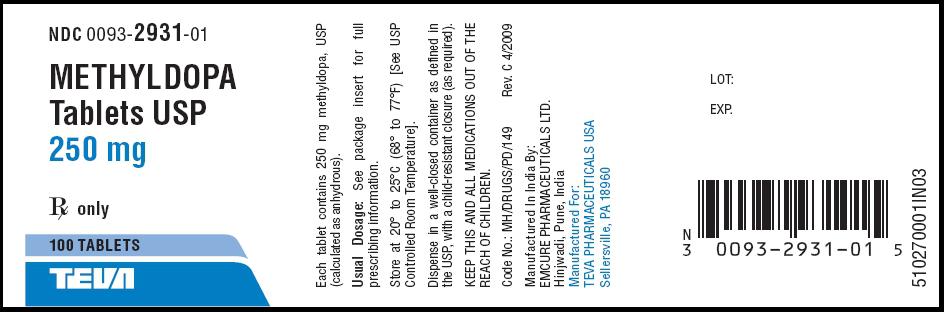 NDC 0093-2931-01
METHYLDOPA
Tablets USP
250 mg
Rx only
100 TABLETS
TEVA
Each tablet contains 250 mg methyldopa, USP
(calculated as anhydrous).
Usual Dosage: See package insert for full
prescribing information.
Store at 20° to 25°C (68° to 77°F) [See USP
Controlled Room Temperature].
Dispense in a well-closed container as defined in
the USP, with a child-resistant closure (as required).
KEEP THIS AND ALL MEDICATIONS OUT OF THE
REACH OF CHILDREN.
Code No.: MH/DRUGS/PD/149 Rev. C 4/2009
Manufactured In India By:
EMCURE PHARMACEUTICALS LTD.
Hinjwadi, Pune, India
Manufactured For:
TEVA PHARMACEUTICALS USA
Sellersville, PA 18960
LOT:
EXP.
N
3 0093-2931-01 5
510270001IN03